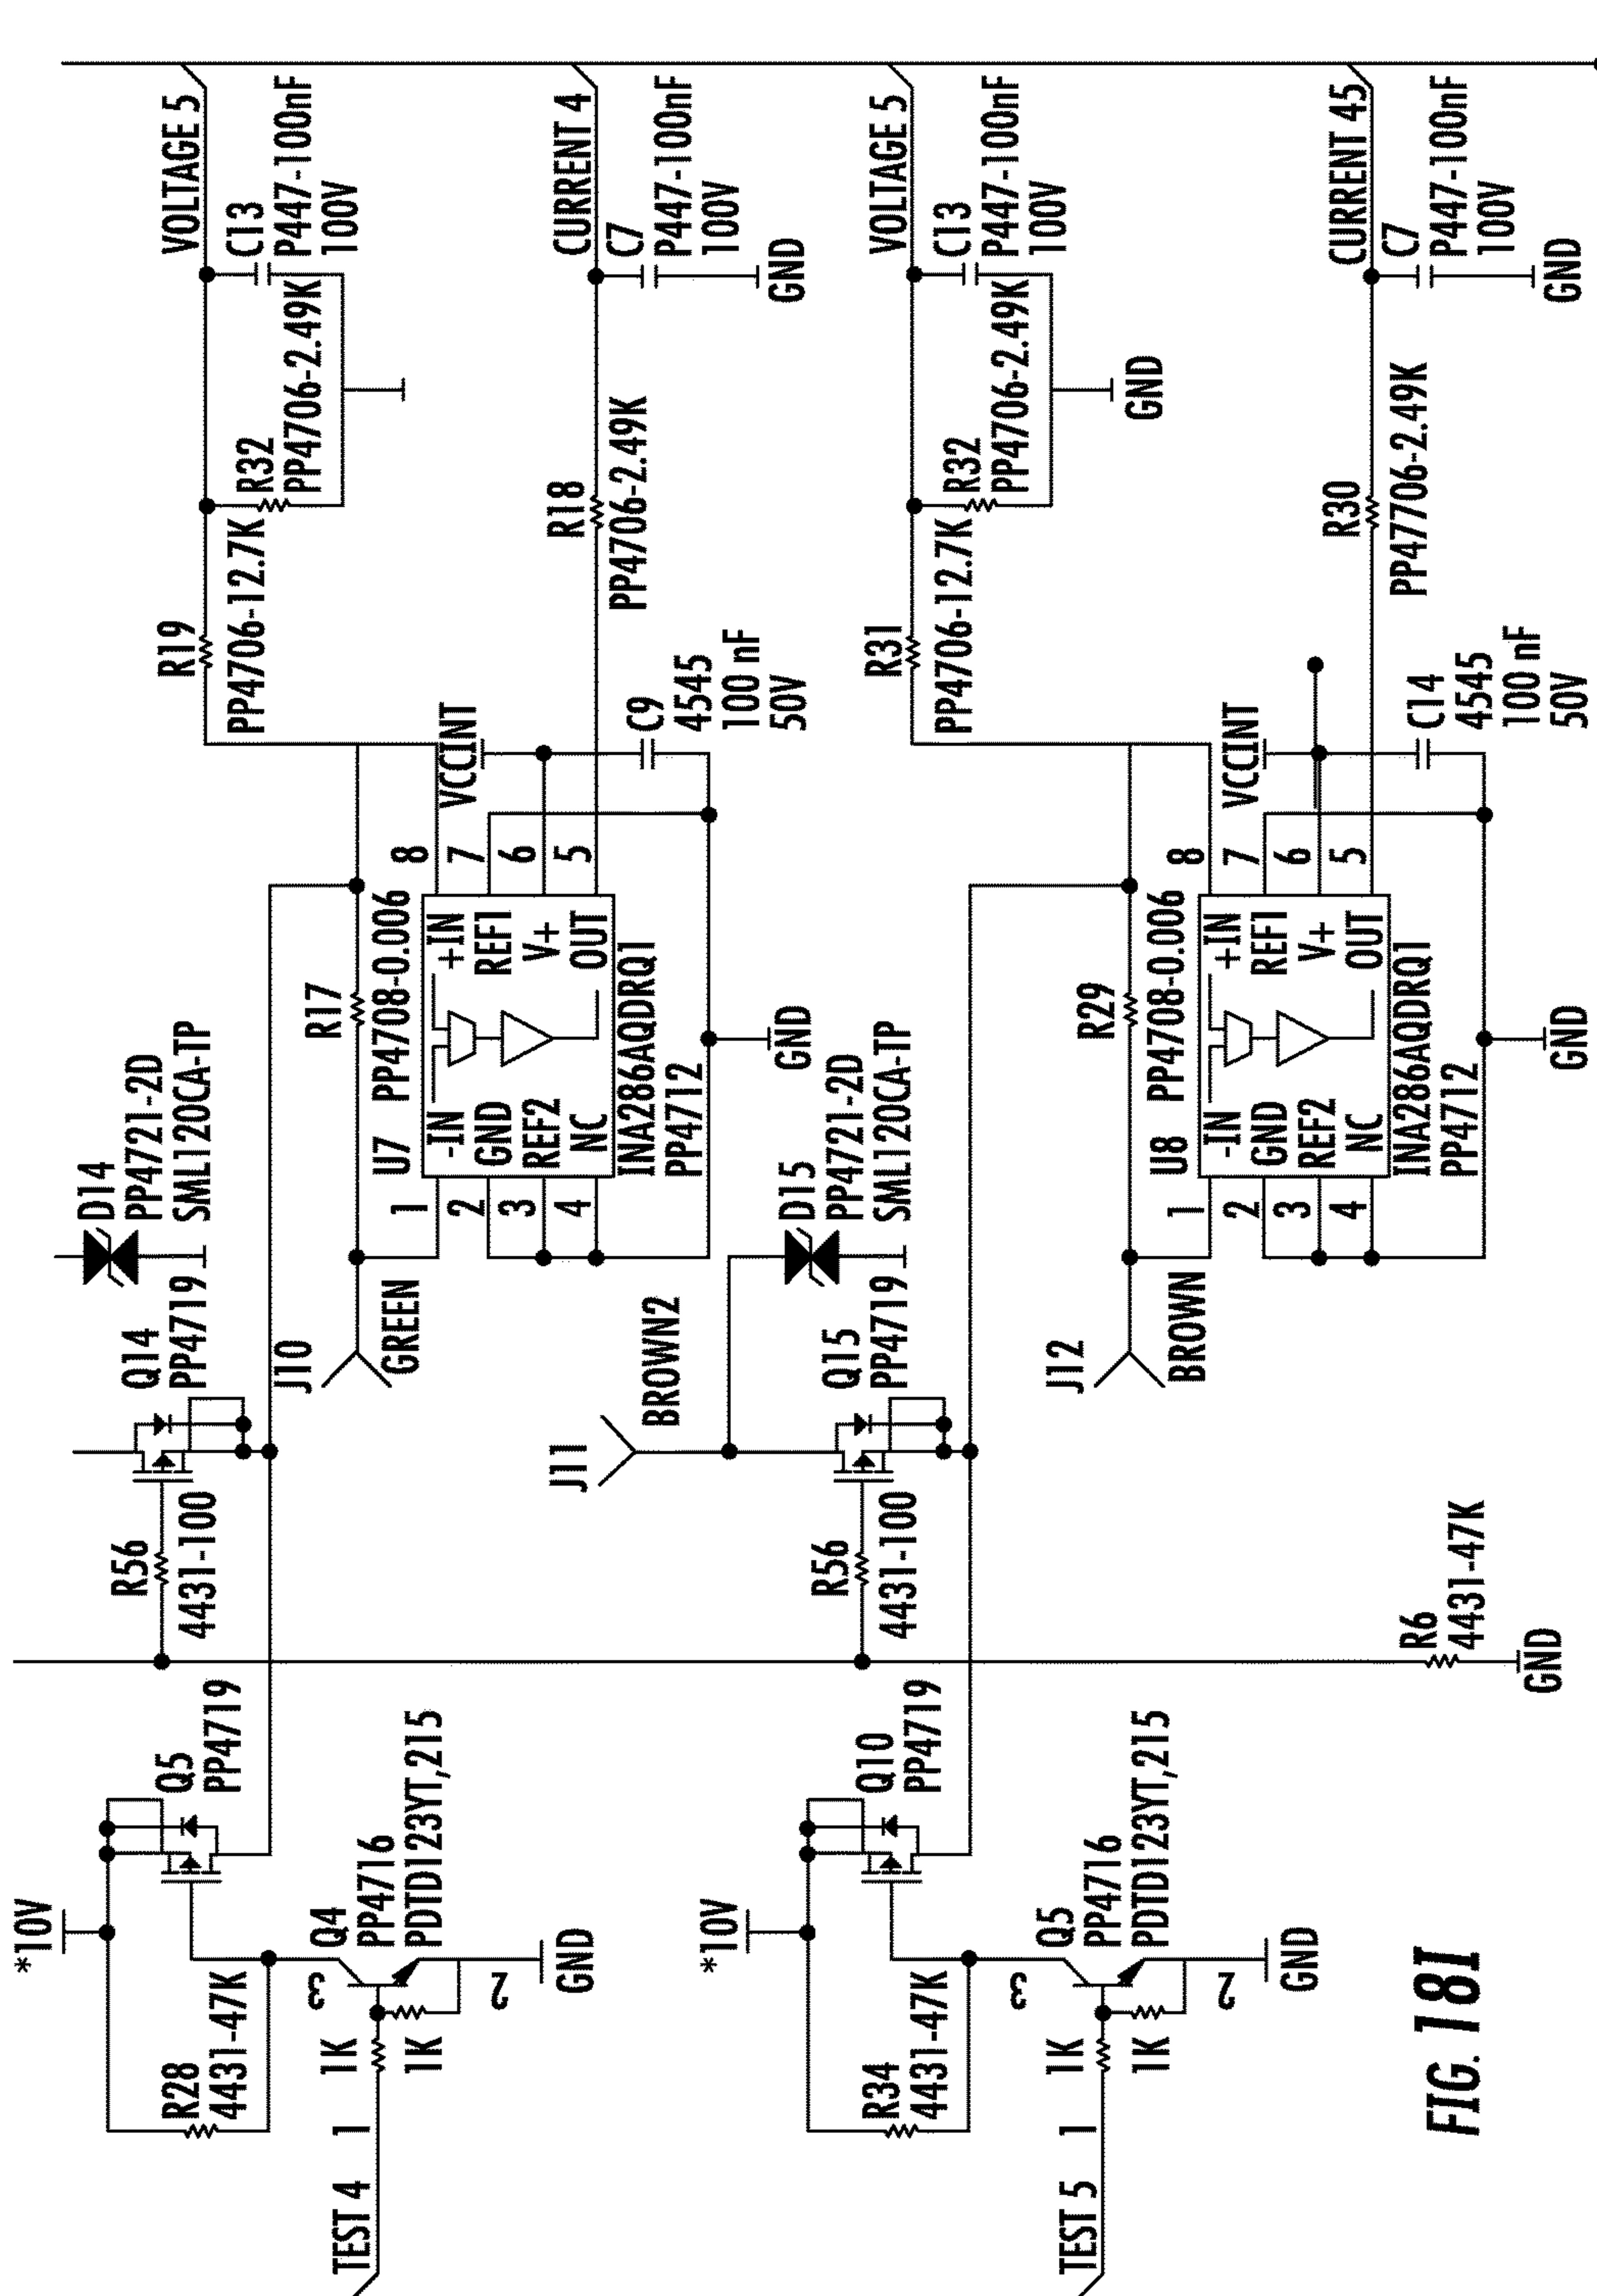 *10V
R28
4431-47K
Q5
PP4719
TEST 4
1
1K
1K
3
Q4
PP4716
PDTD123YT,215
2
GND
R56
4431-100
Q14
PP4719
D14
PP4721-2D
SML120CA-TP
J10
GREEN
R17
PP4708-0.006
U7
1
2
3
4
-IN
GND
REF2
NC
+IN
REF1
V+
OUT
8
7
6
5
INA286AQDRQ1
PP4712
GND
VCCINT
C9
4545
100 nF
50V
R19
PP4706-12.7K
R32
PP4706-2.49K
VOLTAGE 5
C13
P447-100nF
100V
R18
PP4706-2.49K
CURRENT 4
C7
P447-100nF
100V
GND
*10V
R34
4431-47K
Q10
PP4719
TEST 5
1
1K
1K
3
Q5
PP4716
PDTD123YT,215
2
GND
J11
BROWN2
R56
4431-100
Q15
PP4719
D15
PP4721-2D
SML120CA-TP
R6
4431-47K
GND
J12
BROWN
R29
PP4708-0.006
U8
1
2
3
4
-IN
GND
REF2
NC
+IN
REF1
V+
OUT
8
7
6
5
INA286AQDRQ1
PP4712
GND
VCCINT
C14
4545
100 nF
50V
R31
PP4706-12.7K
R32
PP4706-2.49K
GND
VOLTAGE 5
C13
P447-100nF
100V
R30
PP47706-2.49K
CURRENT 45
C7
P447-100nF
100V
GND
FIG. 18I